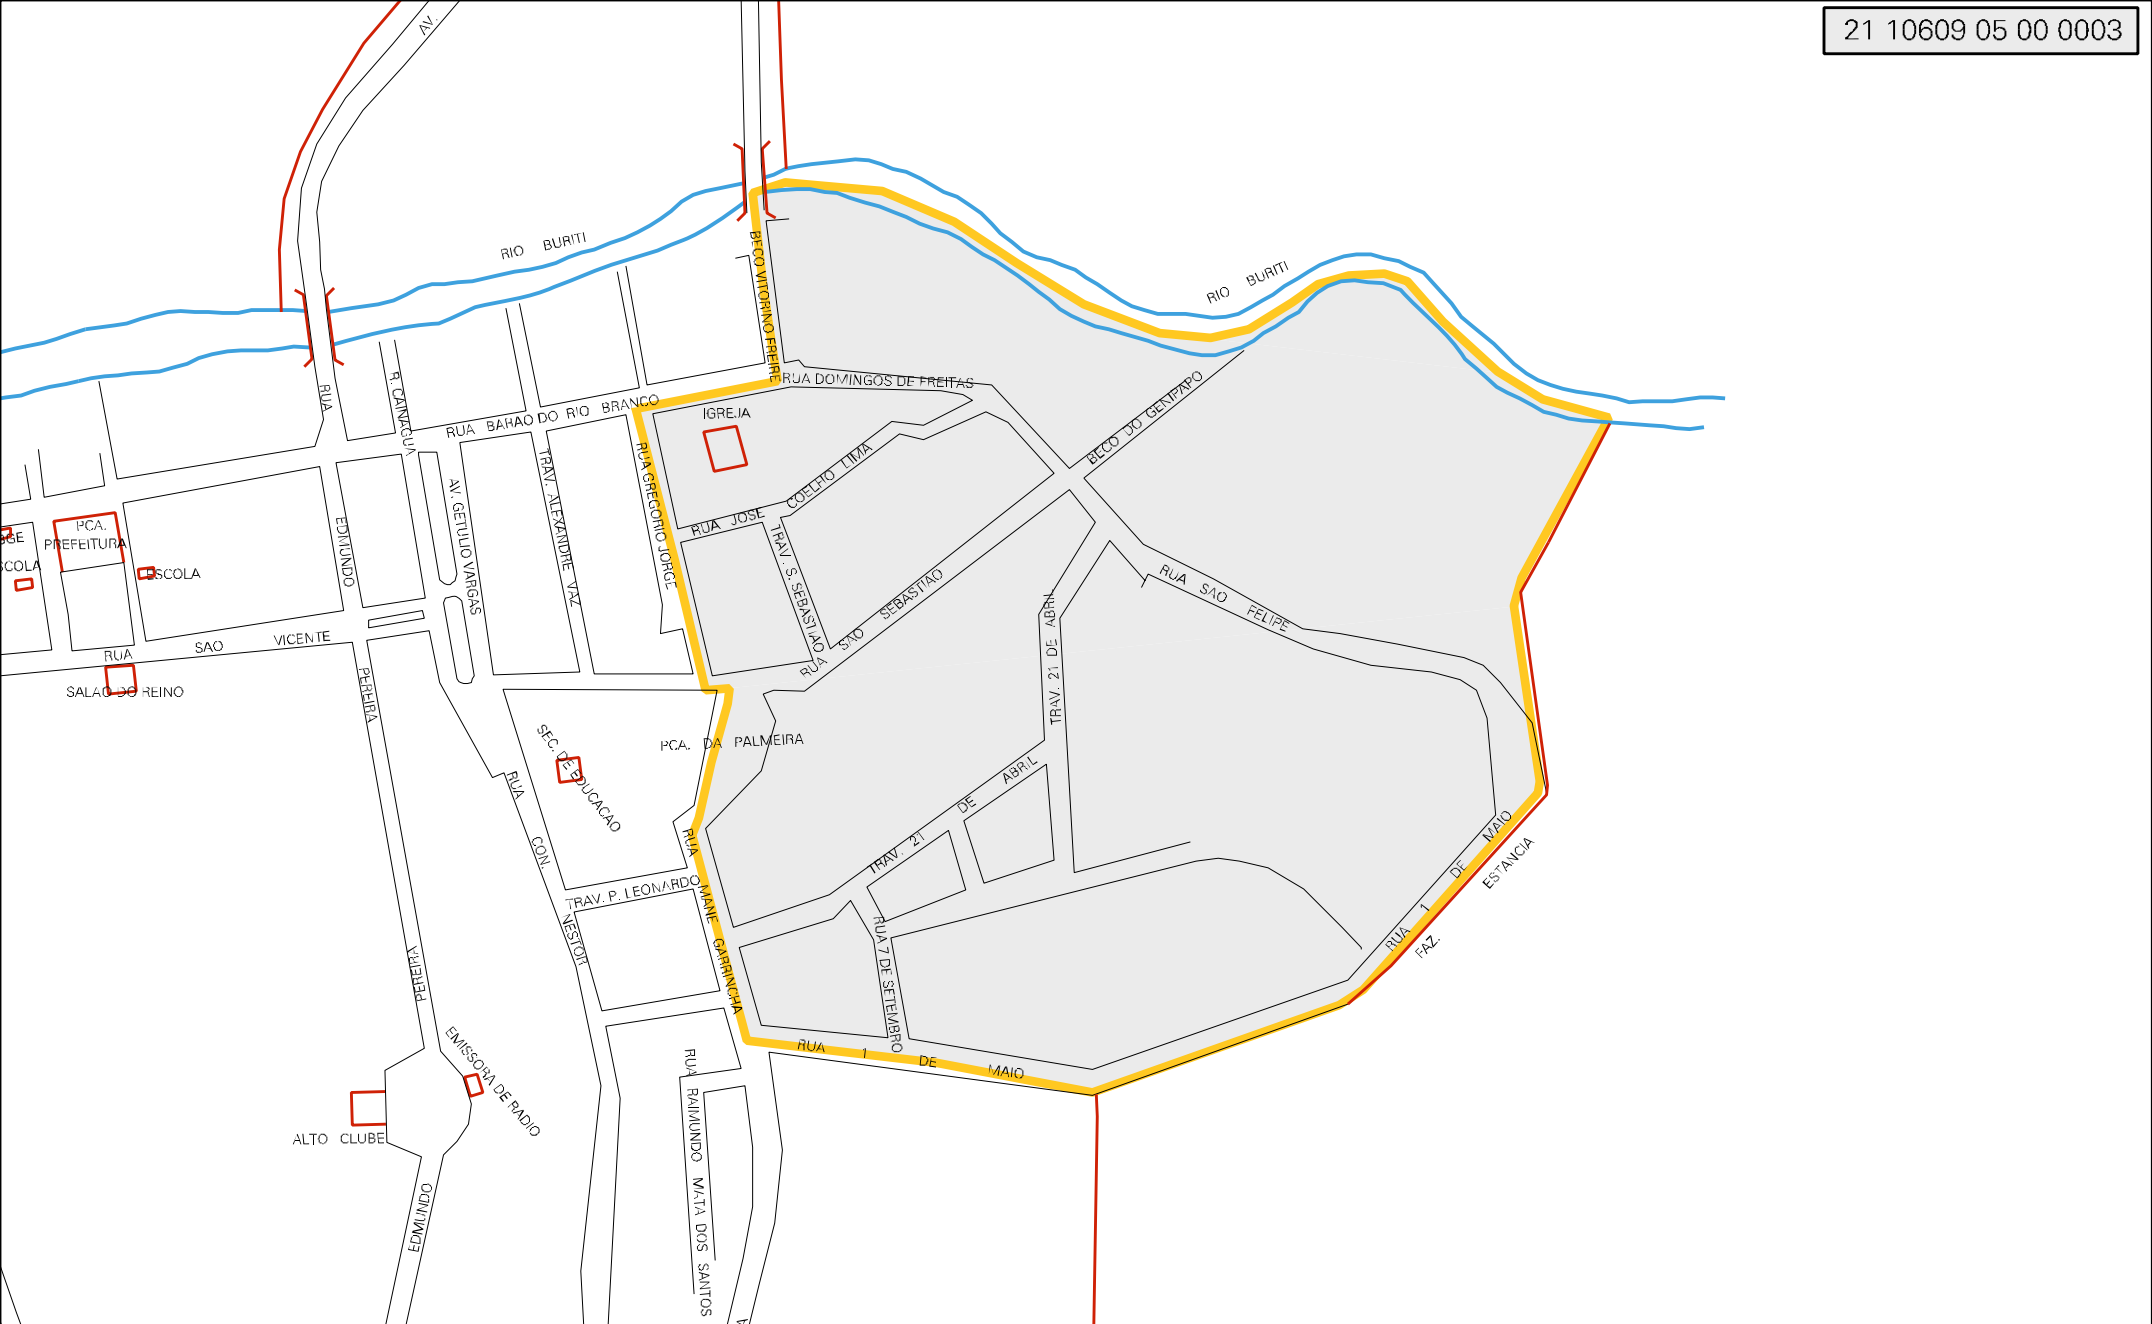 21 10609 05 00 0003
AV.
RIO BURITI
RIO BURITI
BECO VITORINO FREIRE
RUA DOMINGOS DE FREITAS
RUA
R. CAINAGUA
RUA BARAO DO RIO BRANCO
IGREJA
BECO DO GENIPAPO
RUA GREGORIO JORGE
TRAV. ALEXANDRE VAZ
AV. GETULIO VARGAS
COELHO LIMA
RUA JOSE
TRAV. S. SEBASTIAO
RUA SAO SEBASTIAO
PCA.
PREFEITURA
EDMUNDO
ESCOLA
RUA SAO VICENTE
SALAO DO REINO
PEREIRA
RUA SAO FELIPE
TRAV. 21 DE ABRIL
SEC. DE EDUCACAO
PCA. DA PALMEIRA
RUA CON. NESTOR
TRAV. 21 DE ABRIL
RUA MANE GARRINCHA
TRAV. P. LEONARDO
RUA 7 DE SETEMBRO
RUA 1 DE MAIO
FAZ. ESTANCIA
PEREIRA
RUA 1 DE MAIO
EMISSORA DE RADIO
ALTO CLUBE
RUA RAIMUNDO MATA DOS SANTOS
EDMUNDO